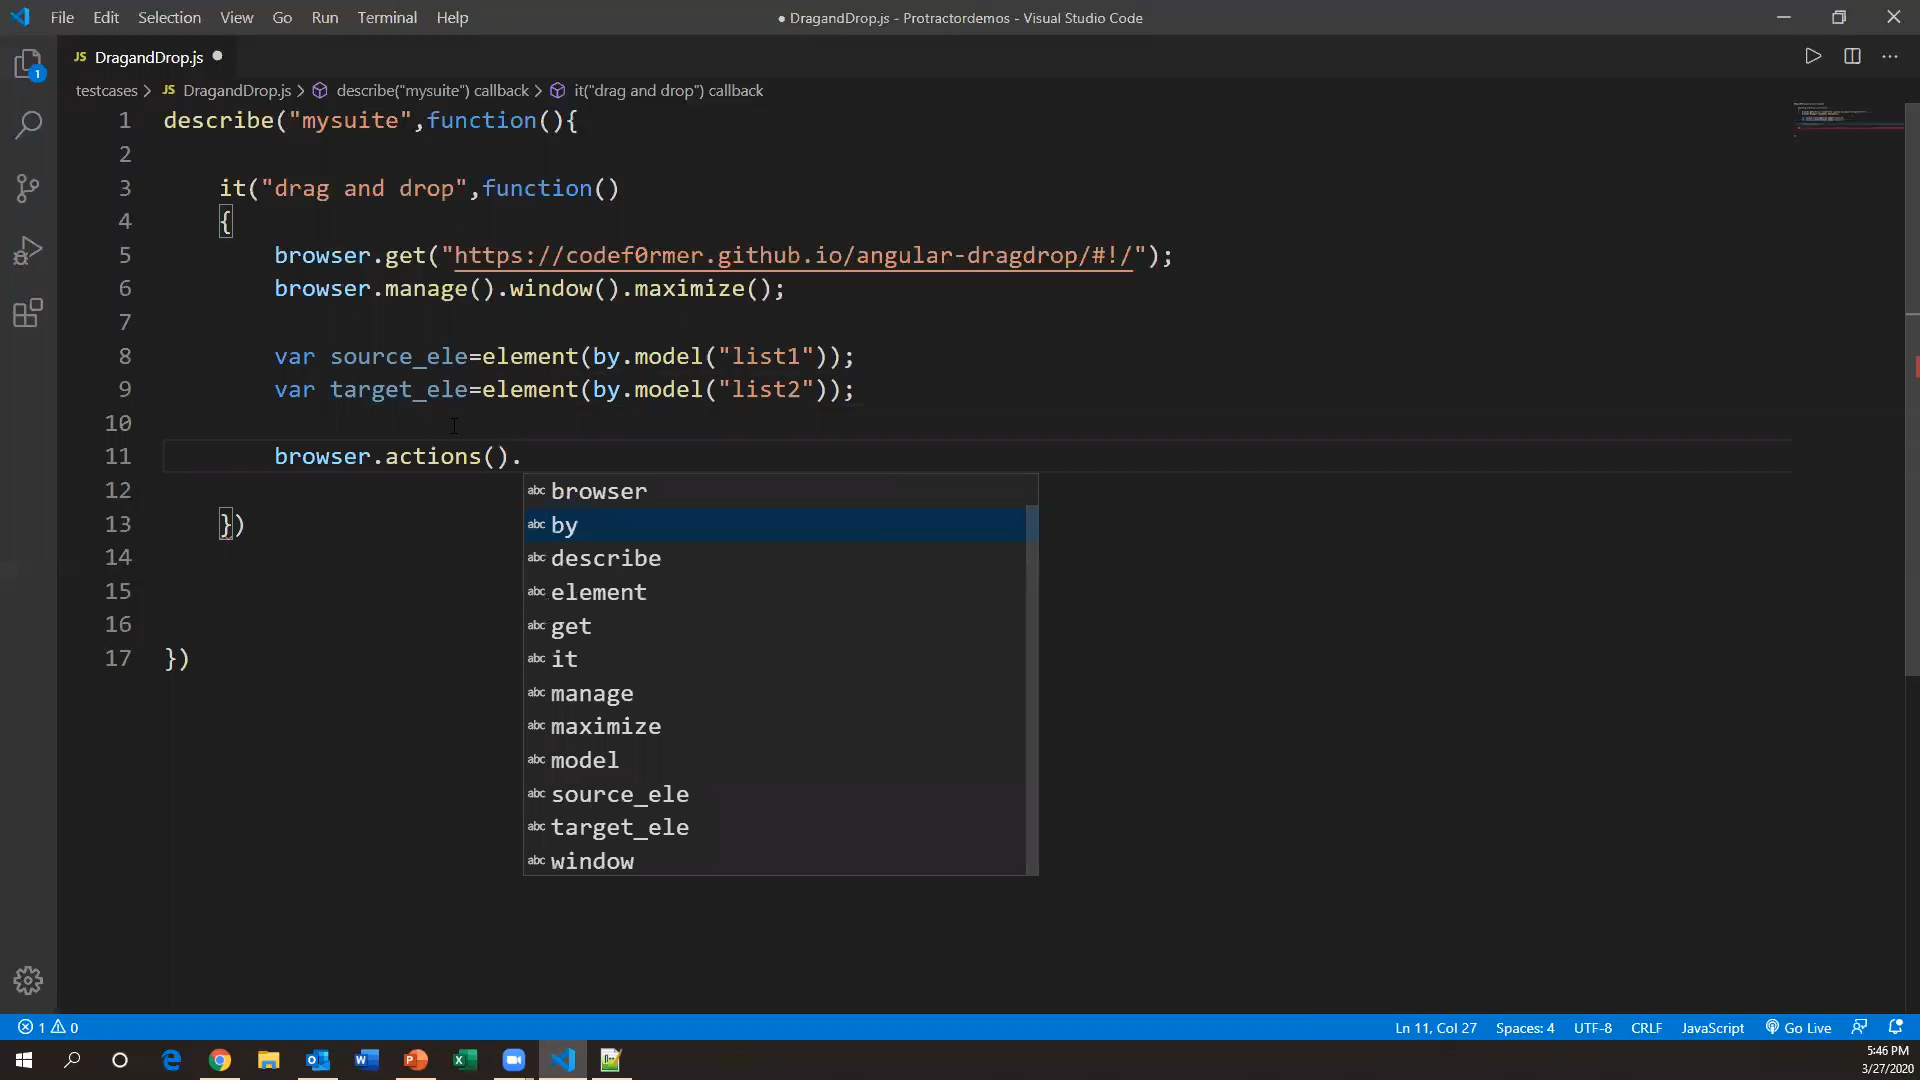 File Edit Selection View Go Run Terminal Help
● DragandDrop.js - Protractordemos - Visual Studio Code
1
JS DragandDrop.js ●
testcases > JS DragandDrop.js > describe("mysuite") callback > it("drag and drop") callback
1 describe("mysuite",function(){
2
3 it("drag and drop",function()
4 {
5 browser.get("https://codef0rmer.github.io/angular-dragdrop/#!/");
6 browser.manage().window().maximize();
7
8 var source_ele=element(by.model("list1"));
9 var target_ele=element(by.model("list2"));
10
11 browser.actions().
12
13 })
14
15
16
17 })
abc browser
abc by
abc describe
abc element
abc get
abc it
abc manage
abc maximize
abc model
abc source_ele
abc target_ele
abc window
1 0
Ln 11, Col 27 Spaces: 4 UTF-8 CRLF JavaScript Go Live
5:46 PM
3/27/2020